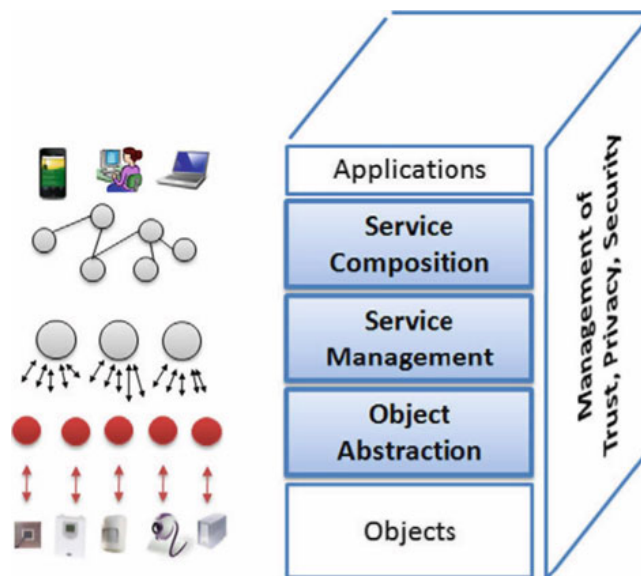 Applications
Service
Composition
Service
Management
Object
Abstraction
Objects
Management of
Trust, Privacy, Security